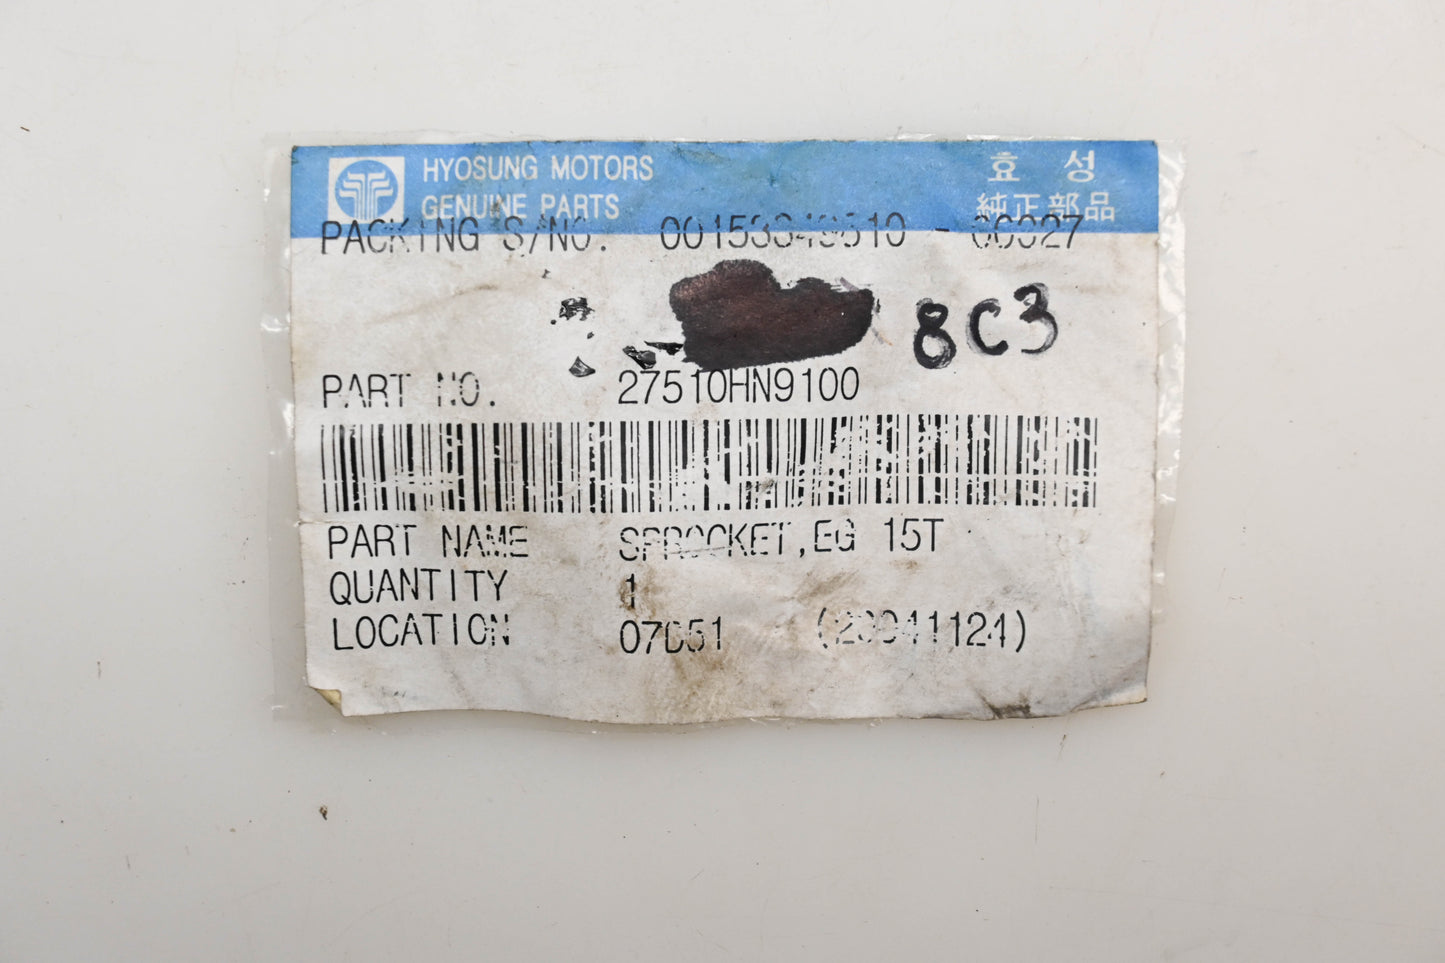 HYOSUNG MOTORS
GENUINE PARTS
효 성
純正部品
PACKING S/NO.
8C3
PART NO. 27510HN9100
PART NAME SPROCKET,EG 15T
QUANTITY 1
LOCATION (20041124)